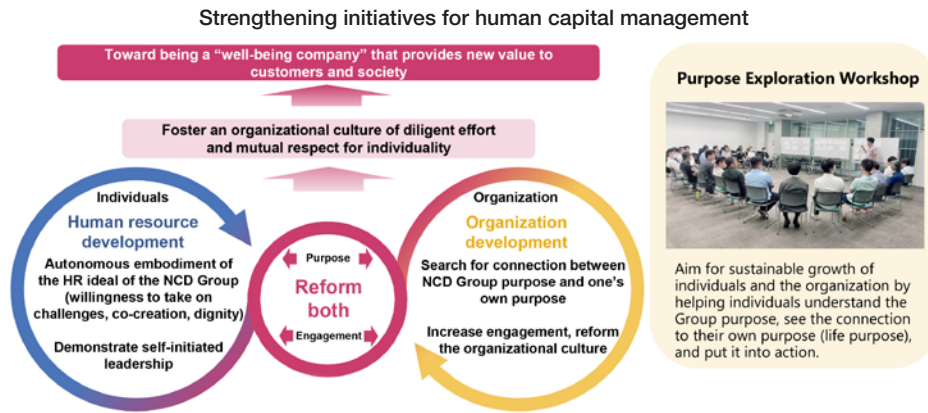 Strengthening initiatives for human capital management
Toward being a “well-being company” that provides new value to
customers and society
Foster an organizational culture of diligent effort
and mutual respect for individuality
Individuals
Human resource
development
Autonomous embodiment of
the HR ideal of the NCD Group
(willingness to take on
challenges, co-creation, dignity)
Demonstrate self-initiated
leadership
Purpose
Reform
both
Engagement
Organization
Organization
development
Search for connection between
NCD Group purpose and one’s
own purpose
Increase engagement, reform
the organizational culture
Purpose Exploration Workshop
Aim for sustainable growth of
individuals and the organization by
helping individuals understand the
Group purpose, see the connection
to their own purpose (life purpose),
and put it into action.